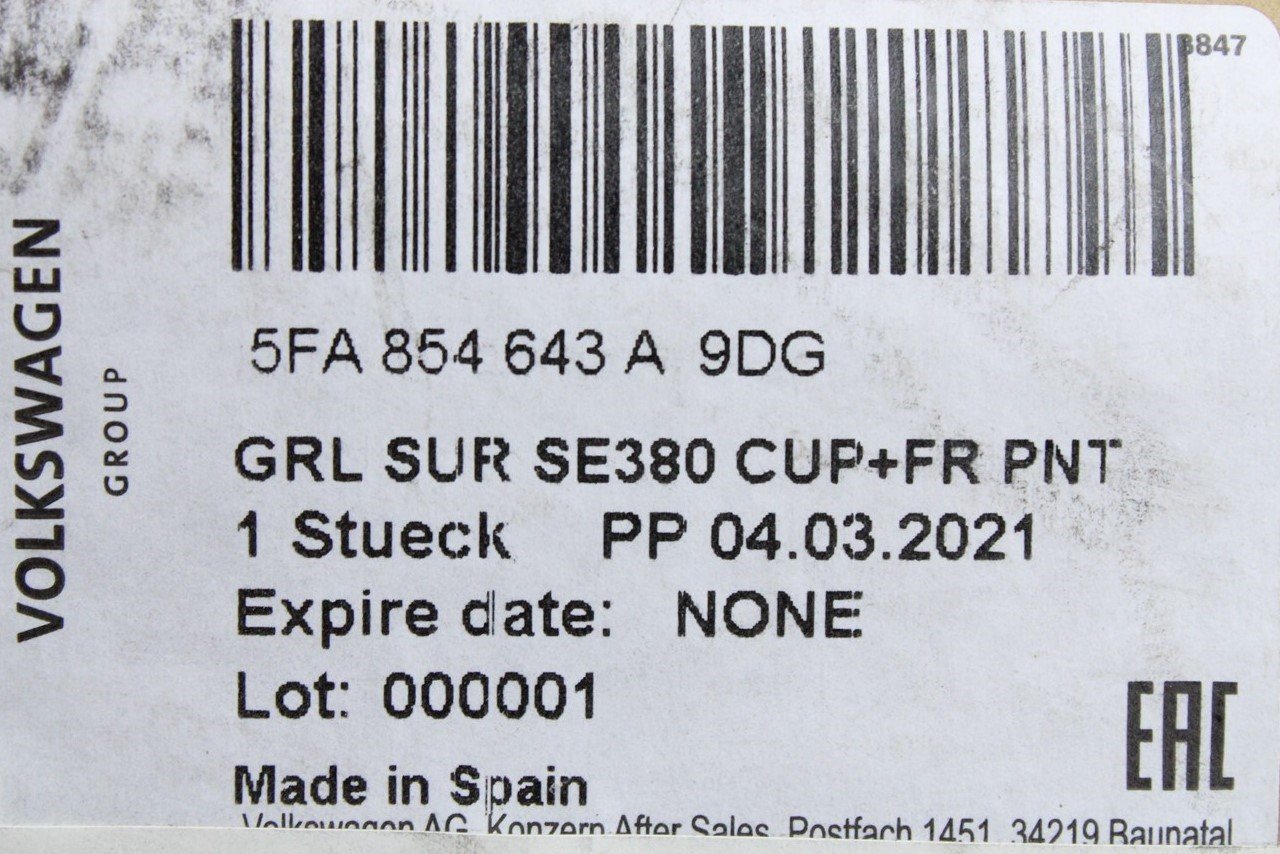 8847
VOLKSWAGEN
GROUP
5FA 854 643 A 9DG
GRL SUR SE380 CUP+FR PNT
1 Stueck PP 04.03.2021
Expire date: NONE
Lot: 000001
EAC
Made in Spain
Volkswagen AG, Konzern After Sales, Postfach 1451, 34219 Baunatal